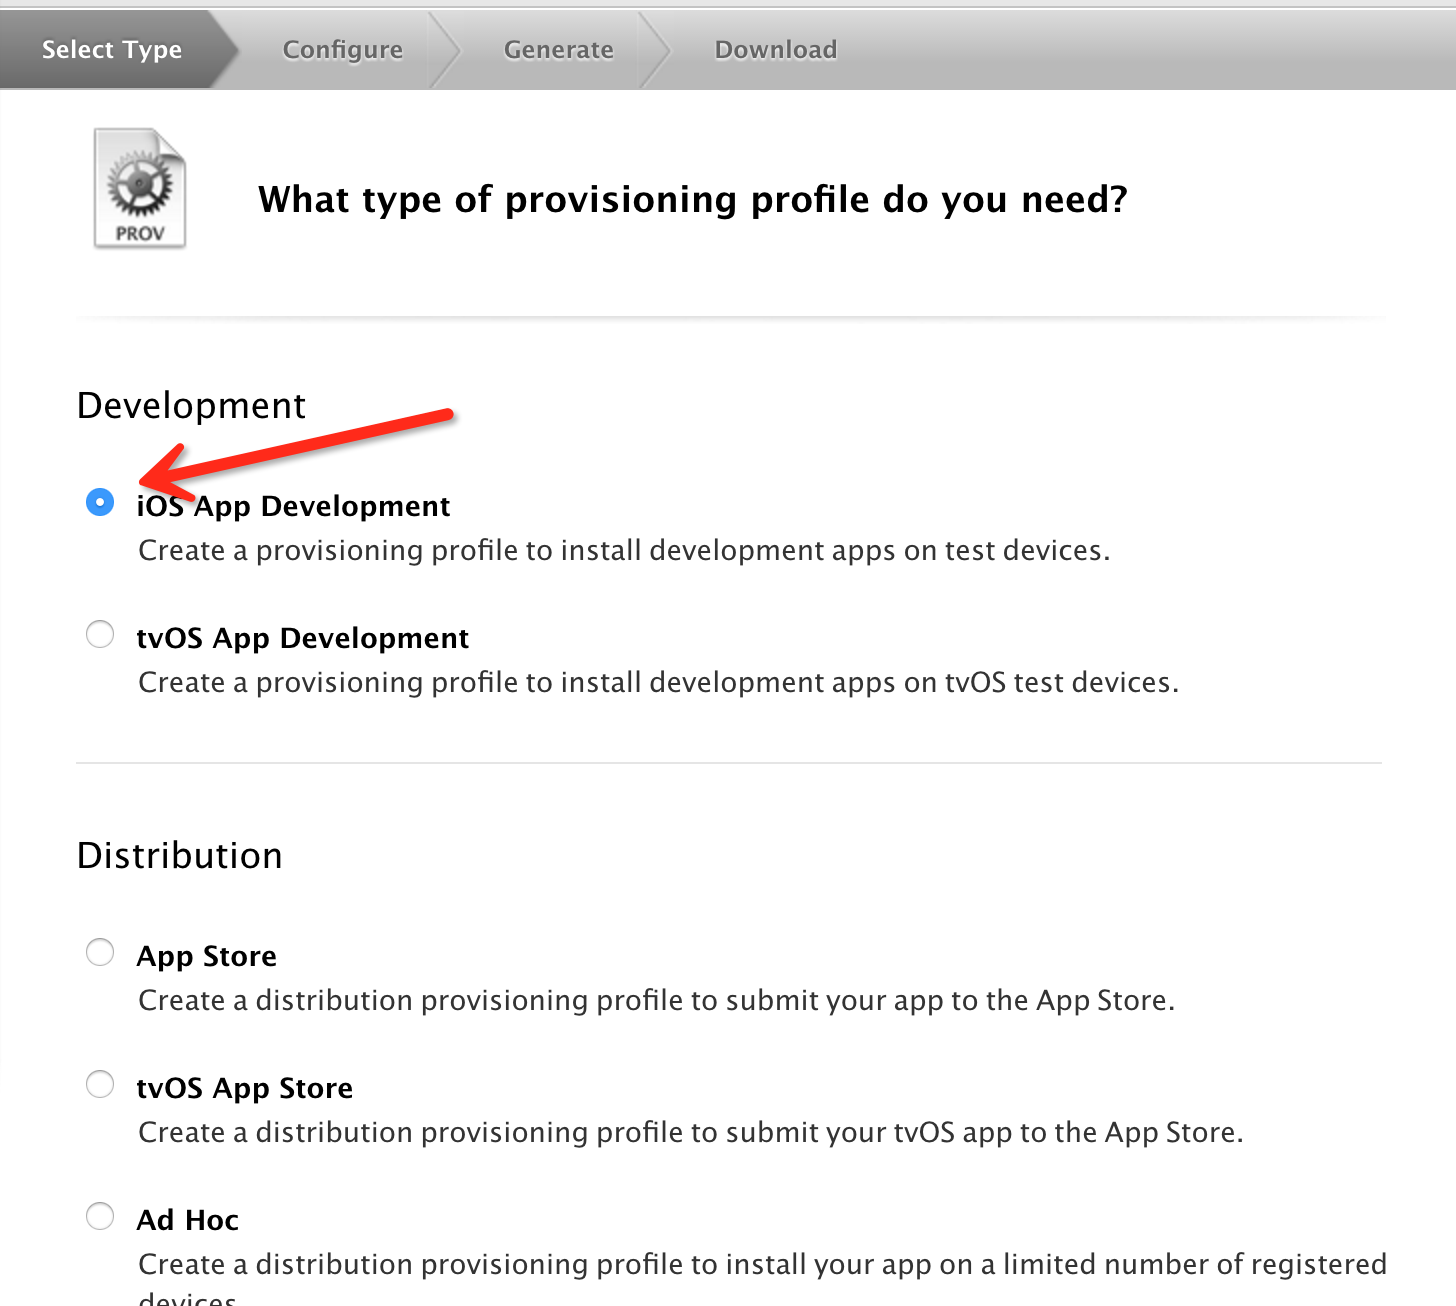 Select Type Configure Generate Download
PROV
What type of provisioning profile do you need?
Development
iOS App Development
Create a provisioning profile to install development apps on test devices.
tvOS App Development
Create a provisioning profile to install development apps on tvOS test devices.
Distribution
App Store
Create a distribution provisioning profile to submit your app to the App Store.
tvOS App Store
Create a distribution provisioning profile to submit your tvOS app to the App Store.
Ad Hoc
Create a distribution provisioning profile to install your app on a limited number of registered
devices.